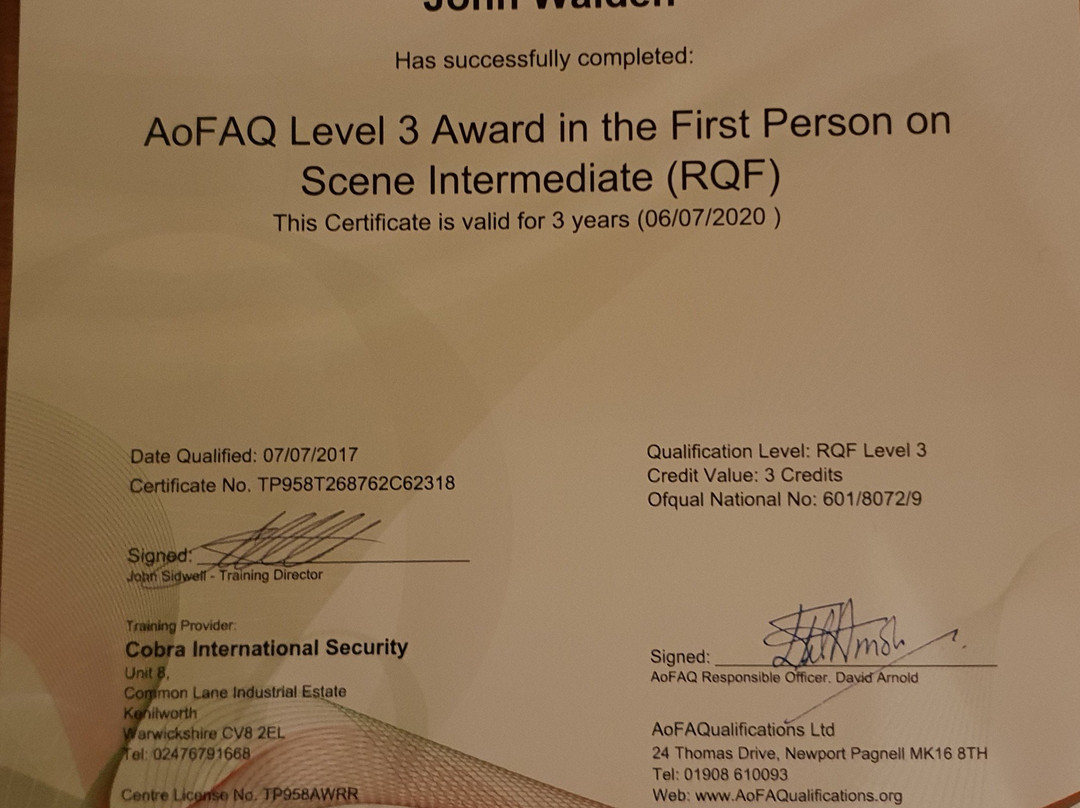 John Walden
Has successfully completed:
AoFAQ Level 3 Award in the First Person on
Scene Intermediate (RQF)
This Certificate is valid for 3 years (06/07/2020 )
Date Qualified: 07/07/2017
Certificate No. TP958T268762C62318
Signed:
John Sidwell - Training Director
Training Provider:
Cobra International Security
Unit 8,
Common Lane Industrial Estate
Kenilworth
Warwickshire CV8 2EL
Tel: 02476791668
Centre License No. TP958AWRR
Qualification Level: RQF Level 3
Credit Value: 3 Credits
Ofqual National No: 601/8072/9
Signed:
AoFAQ Responsible Officer. David Arnold
AoFAQualifications Ltd
24 Thomas Drive, Newport Pagnell MK16 8TH
Tel: 01908 610093
Web: www.AoFAQualifications.org